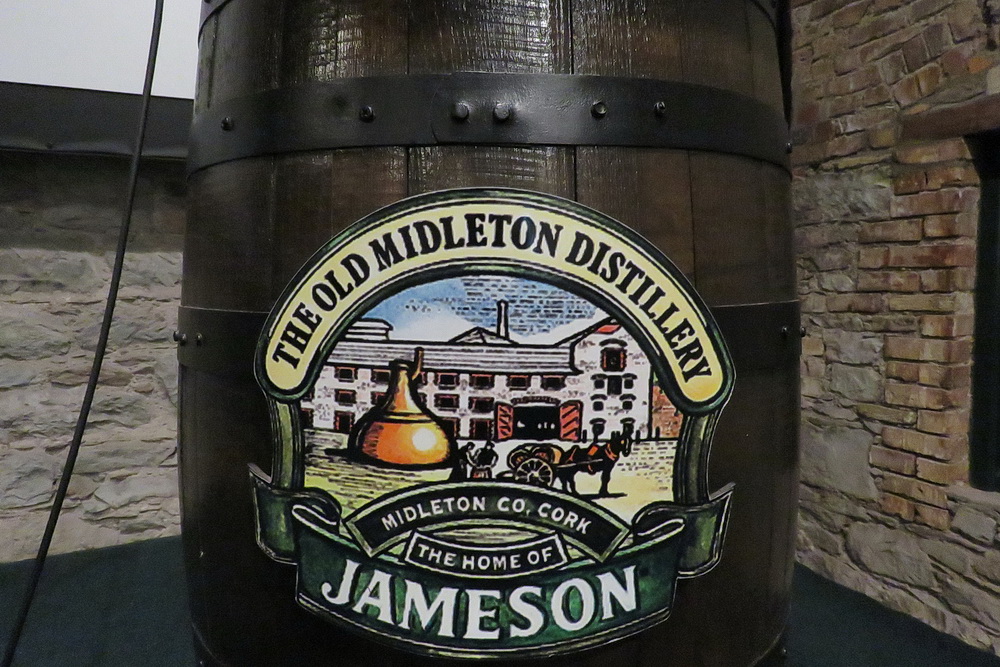 THE OLD MIDLETON DISTILLERY
MIDLETON CO. CORK
THE HOME OF
JAMESON